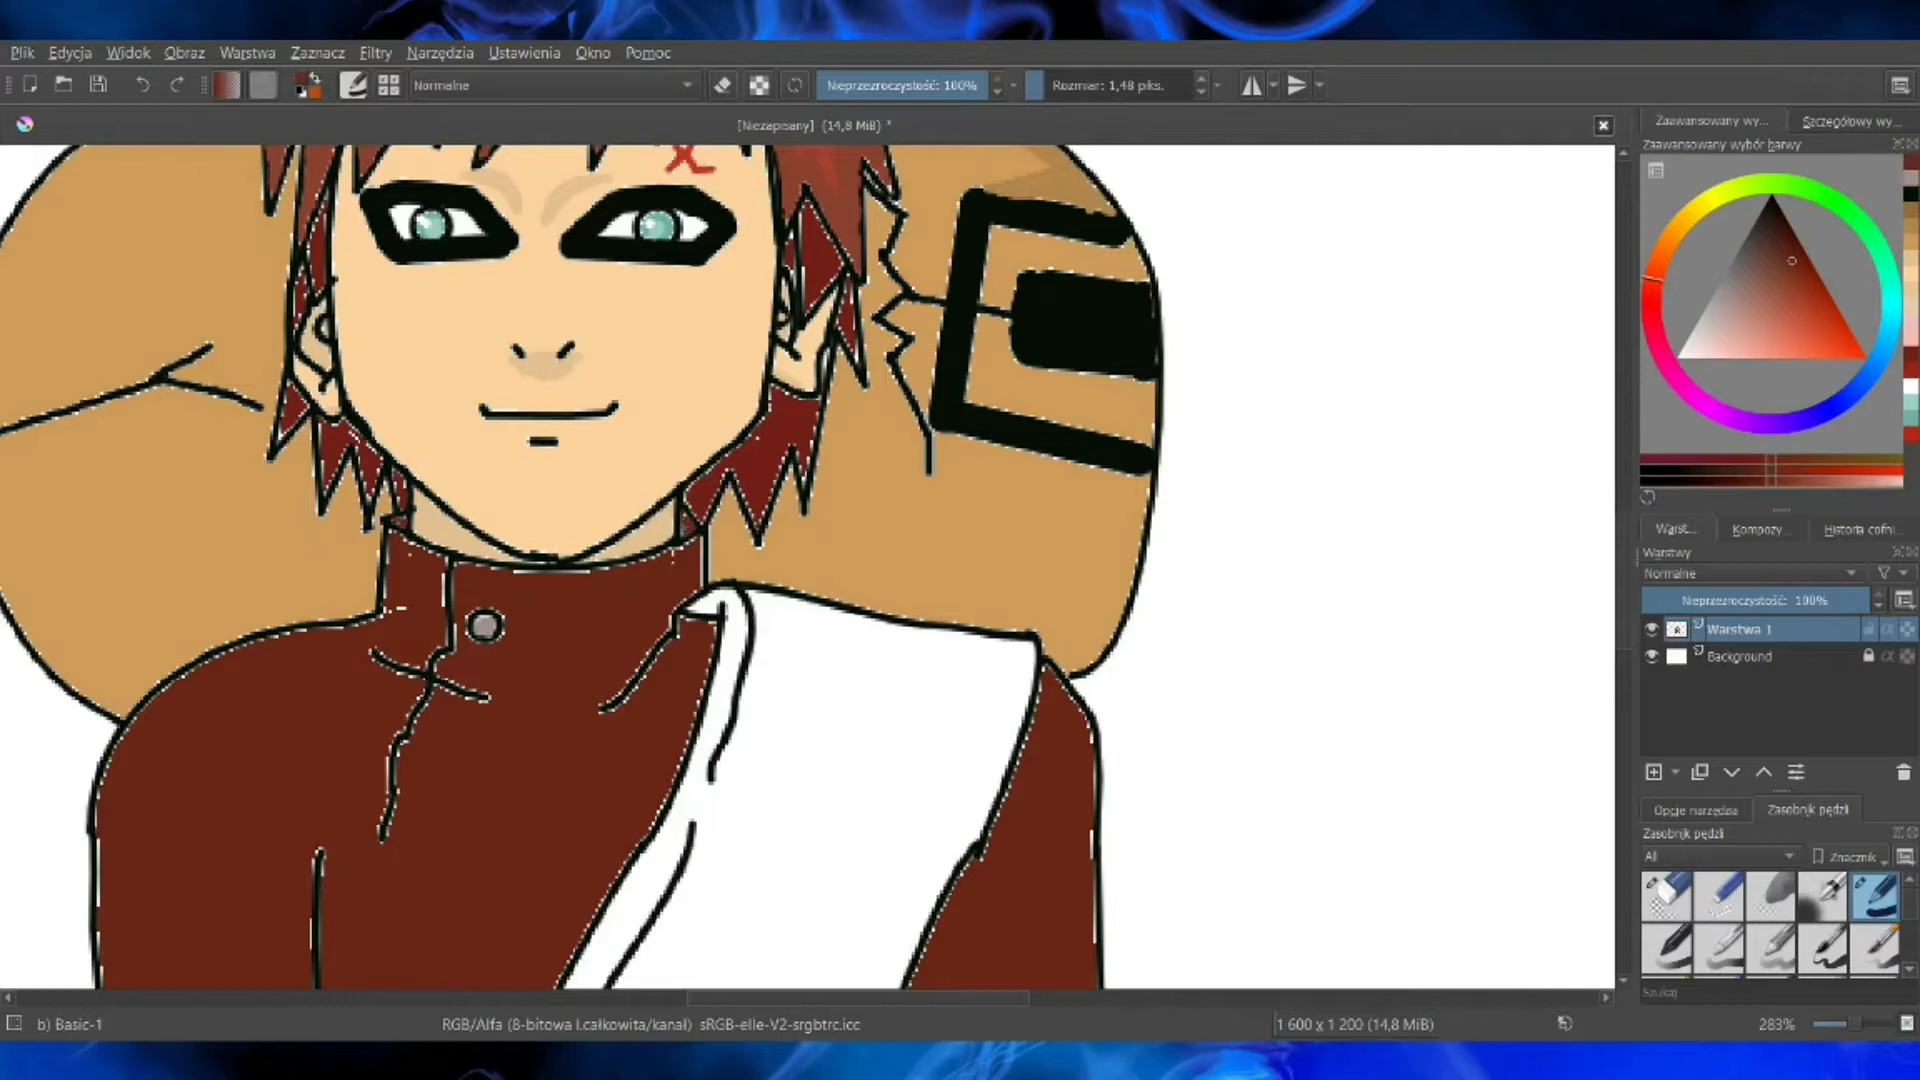 Plik Edycja Widok Obraz Warstwa Zaznacz Filtry Narzędzia Ustawienia Okno Pomoc
Normalne Nieprzezroczystość: 100% Rozmiar: 1,48 piks.
[Niezapisany] (14,8 MiB) *
Zaawansowany wy... Szczegółowy wy...
Zaawansowany wybór barwy
Warst... Kompozy... Historia cofni...
Warstwy
Normalne
Nieprzezroczystość: 100%
Warstwa 1
Background
Opcje narzędzia Zasobnik pędzli
Zasobnik pędzli
All Znacznik
Szukaj
b) Basic-1 RGB/Alfa (8-bitowa l.całkowita/kanał) sRGB-elle-V2-srgbtrc.icc 1 600 x 1 200 (14,8 MiB) 283%